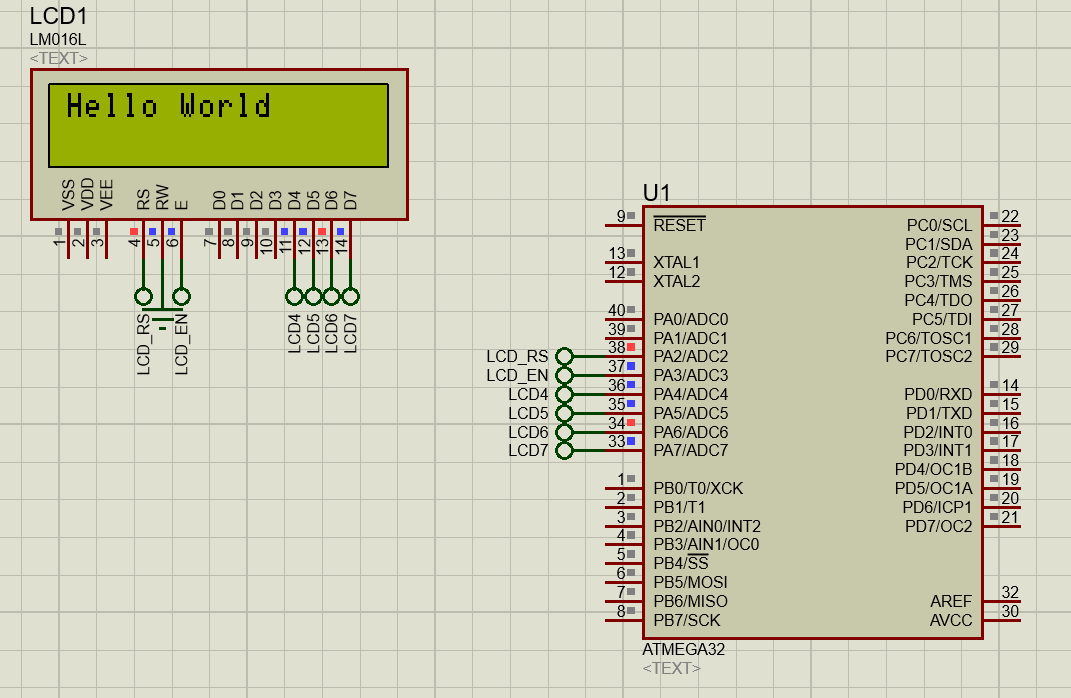 LCD1
LM016L
<TEXT>
Hello World
VSS VDD VEE RS RW E D0 D1 D2 D3 D4 D5 D6 D7
1 2 3 4 5 6 7 8 9 10 11 12 13 14
LCD_RS LCD_EN LCD4 LCD5 LCD6 LCD7
U1
9 RESET PC0/SCL 22
PC1/SDA 23
13 XTAL1 PC2/TCK 24
12 XTAL2 PC3/TMS 25
PC4/TDO 26
40 PA0/ADC0 PC5/TDI 27
39 PA1/ADC1 PC6/TOSC1 28
LCD_RS 38 PA2/ADC2 PC7/TOSC2 29
LCD_EN 37 PA3/ADC3
LCD4 36 PA4/ADC4 PD0/RXD 14
LCD5 35 PA5/ADC5 PD1/TXD 15
LCD6 34 PA6/ADC6 PD2/INT0 16
LCD7 33 PA7/ADC7 PD3/INT1 17
PD4/OC1B 18
1 PB0/T0/XCK PD5/OC1A 19
2 PB1/T1 PD6/ICP1 20
3 PB2/AIN0/INT2 PD7/OC2 21
4 PB3/AIN1/OC0
5 PB4/SS
6 PB5/MOSI
7 PB6/MISO AREF 32
8 PB7/SCK AVCC 30
ATMEGA32
<TEXT>